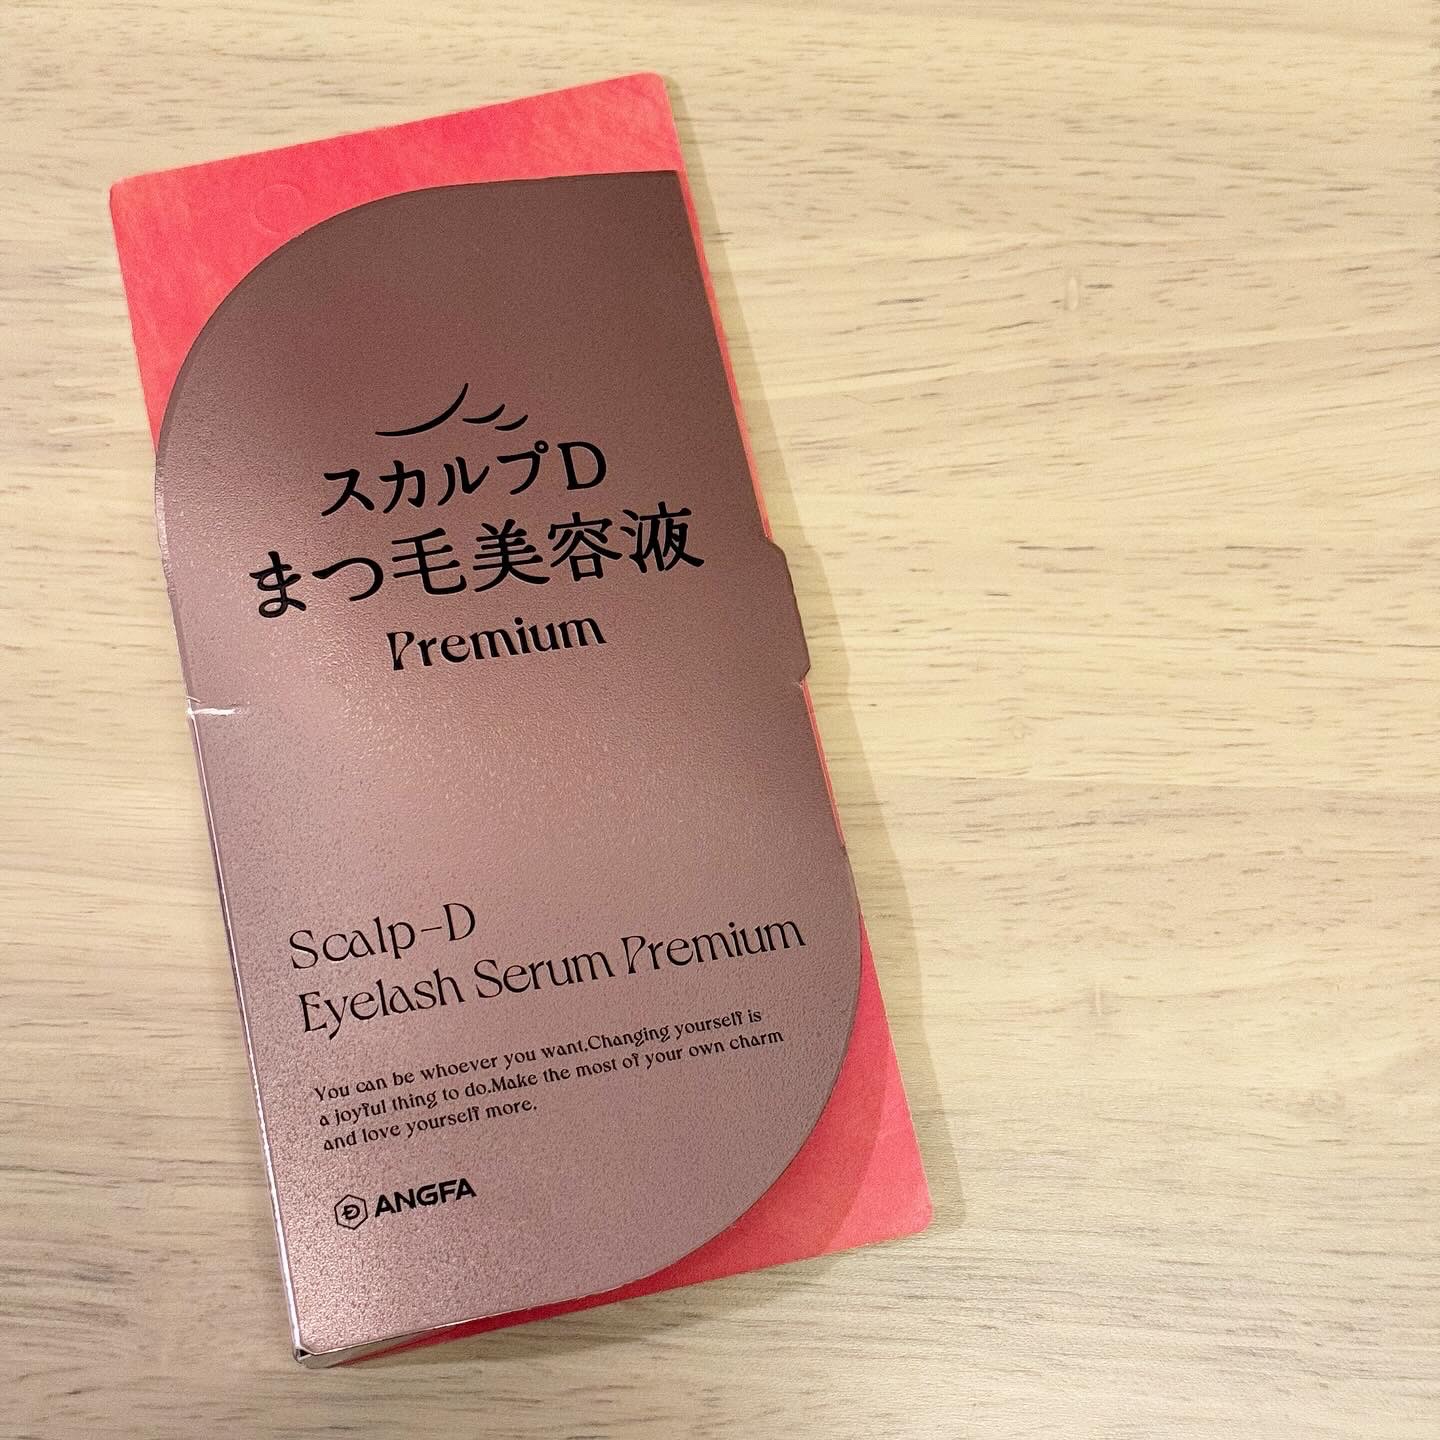 スカルプD
まつ毛美容液
Premium
Scalp-D
Eyelash Serum Premium
You can be whoever you want.Changing yourself is
a joyful thing to do.Make the most of your own charm
and love yourself more.
ANGFA